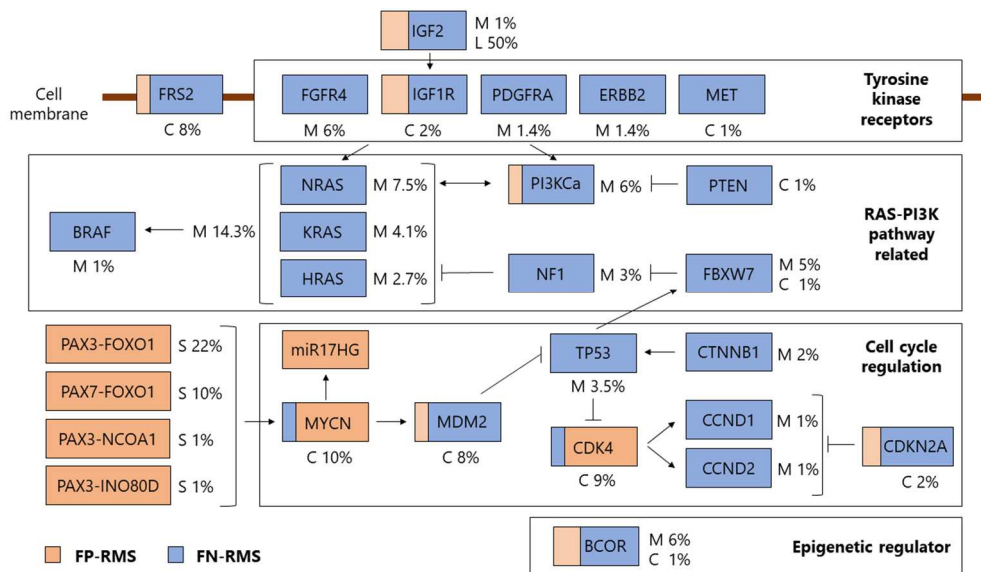 IGF2
M 1%
L 50%
Cell
membrane
FRS2
C 8%
FGFR4
M 6%
IGF1R
C 2%
PDGFRA
M 1.4%
ERBB2
M 1.4%
MET
C 1%
Tyrosine
kinase
receptors
NRAS M 7.5%
PI3KCa M 6%
PTEN C 1%
BRAF
M 1%
M 14.3%
KRAS M 4.1%
HRAS M 2.7%
NF1 M 3%
FBXW7
M 5%
C 1%
RAS-PI3K
pathway
related
PAX3-FOXO1 S 22%
PAX7-FOXO1 S 10%
PAX3-NCOA1 S 1%
PAX3-INO80D S 1%
miR17HG
MYCN
C 10%
MDM2
C 8%
TP53
M 3.5%
CTNNB1 M 2%
Cell cycle
regulation
CDK4
C 9%
CCND1 M 1%
CCND2 M 1%
CDKN2A
C 2%
FP-RMS FN-RMS
BCOR
M 6%
C 1%
Epigenetic regulator